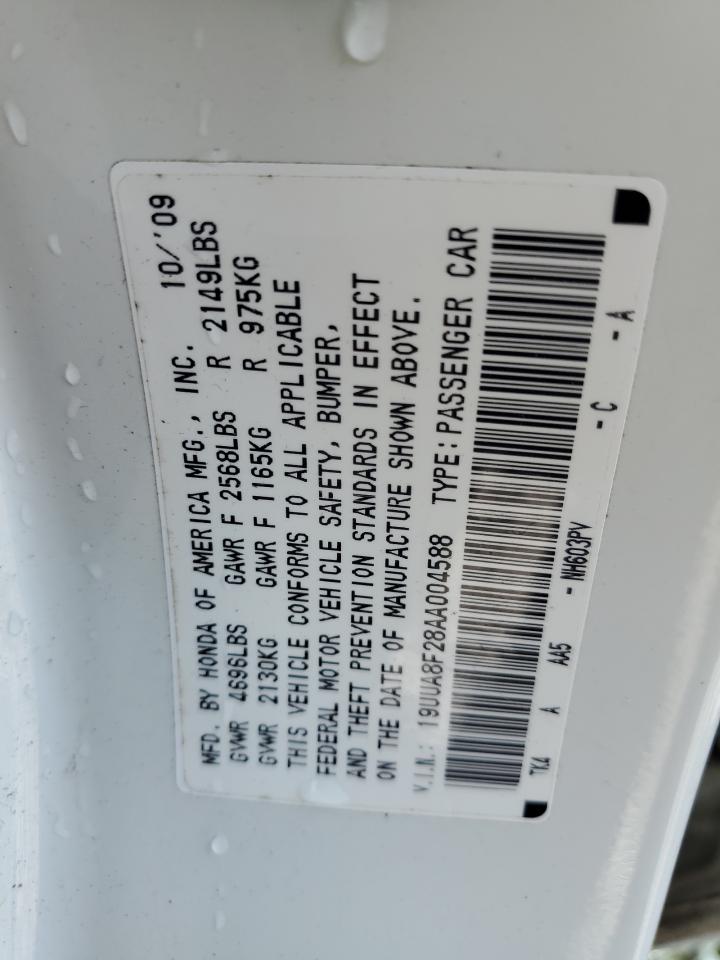 MFD. BY HONDA OF AMERICA MFG., INC. 10/'09
GVWR 4696LBS GAWR F 2568LBS R 2149LBS
GVWR 2130KG GAWR F 1165KG R 975KG
THIS VEHICLE CONFORMS TO ALL APPLICABLE
FEDERAL MOTOR VEHICLE SAFETY, BUMPER,
AND THEFT PREVENTION STANDARDS IN EFFECT
ON THE DATE OF MANUFACTURE SHOWN ABOVE.
V.I.N.: 19UUA8F28AA004588 TYPE:PASSENGER CAR
TK4 A AA5 - NH603PV - C - A